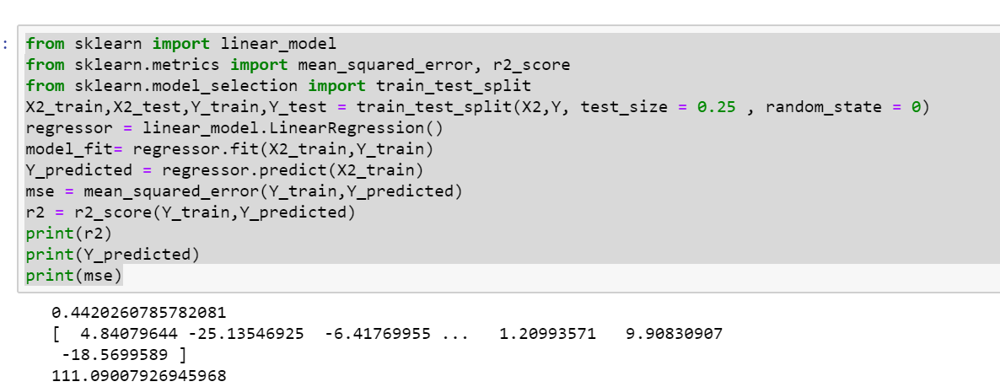 :
from sklearn import linear_model
from sklearn.metrics import mean_squared_error, r2_score
from sklearn.model_selection import train_test_split
X2_train,X2_test,Y_train,Y_test = train_test_split(X2,Y, test_size = 0.25 , random_state = 0)
regressor = linear_model.LinearRegression()
model_fit= regressor.fit(X2_train,Y_train)
Y_predicted = regressor.predict(X2_train)
mse = mean_squared_error(Y_train,Y_predicted)
r2 = r2_score(Y_train,Y_predicted)
print(r2)
print(Y_predicted)
print(mse)
0.4420260785782081
[  4.84079644 -25.13546925  -6.41769955 ...   1.20993571   9.90830907
 -18.5699589 ]
111.09007926945968